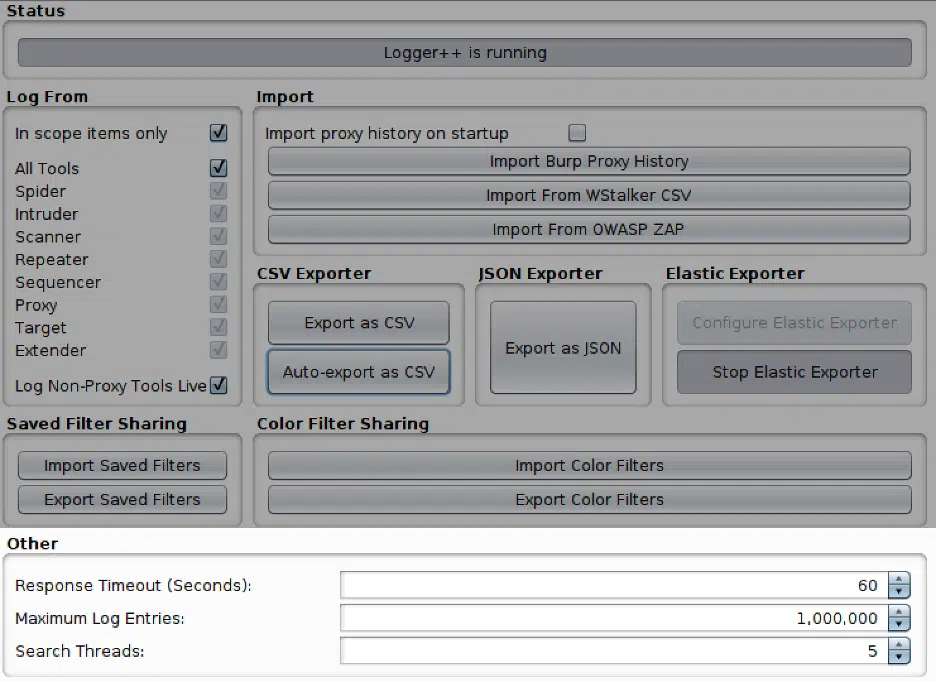 Status
Logger++ is running
Log From
In scope items only
All Tools
Spider
Intruder
Scanner
Repeater
Sequencer
Proxy
Target
Extender
Log Non-Proxy Tools Live
Import
Import proxy history on startup
Import Burp Proxy History
Import From WStalker CSV
Import From OWASP ZAP
CSV Exporter
Export as CSV
Auto-export as CSV
JSON Exporter
Export as JSON
Elastic Exporter
Configure Elastic Exporter
Stop Elastic Exporter
Saved Filter Sharing
Import Saved Filters
Export Saved Filters
Color Filter Sharing
Import Color Filters
Export Color Filters
Other
Response Timeout (Seconds): 60
Maximum Log Entries: 1,000,000
Search Threads: 5